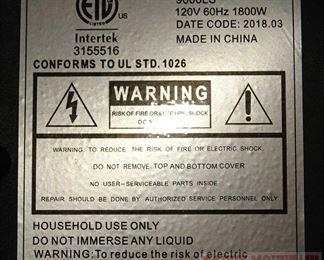 ETL
US
Intertek
3155516
120V 60Hz 1800W
DATE CODE: 2018.03
MADE IN CHINA
CONFORMS TO UL STD. 1026
WARNING
RISK OF FIRE OR ELECTRIC SHOCK
WARNING: TO REDUCE THE RISK OF FIRE OR ELECTRIC SHOCK,
DO NOT REMOVE TOP AND BOTTOM COVER
NO USER-SERVICEABLE PARTS INSIDE
REPAIR SHOULD BE DONE BY AUTHORIZED SERVICE PERSONNEL ONLY
HOUSEHOLD USE ONLY
DO NOT IMMERSE ANY LIQUID
WARNING: To reduce the risk of electric